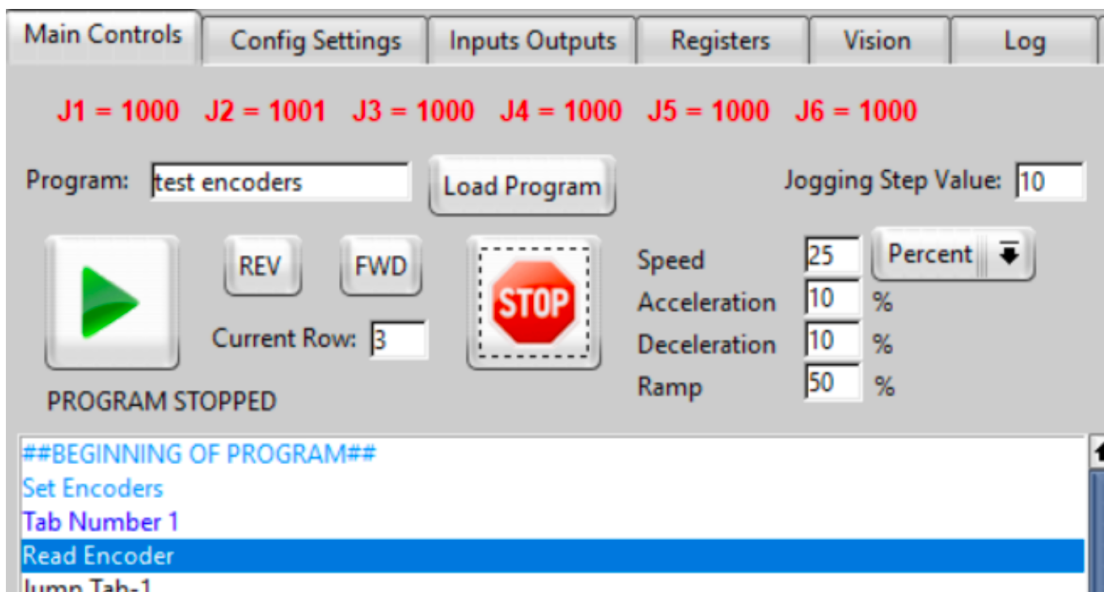 Main Controls Config Settings Inputs Outputs Registers Vision Log
J1 = 1000 J2 = 1001 J3 = 1000 J4 = 1000 J5 = 1000 J6 = 1000
Program: test encoders Load Program Jogging Step Value: 10
REV FWD STOP Speed 25 Percent
Acceleration 10 %
Current Row: 3 Deceleration 10 %
Ramp 50 %
PROGRAM STOPPED
##BEGINNING OF PROGRAM##
Set Encoders
Tab Number 1
Read Encoder
Jump Tab-1